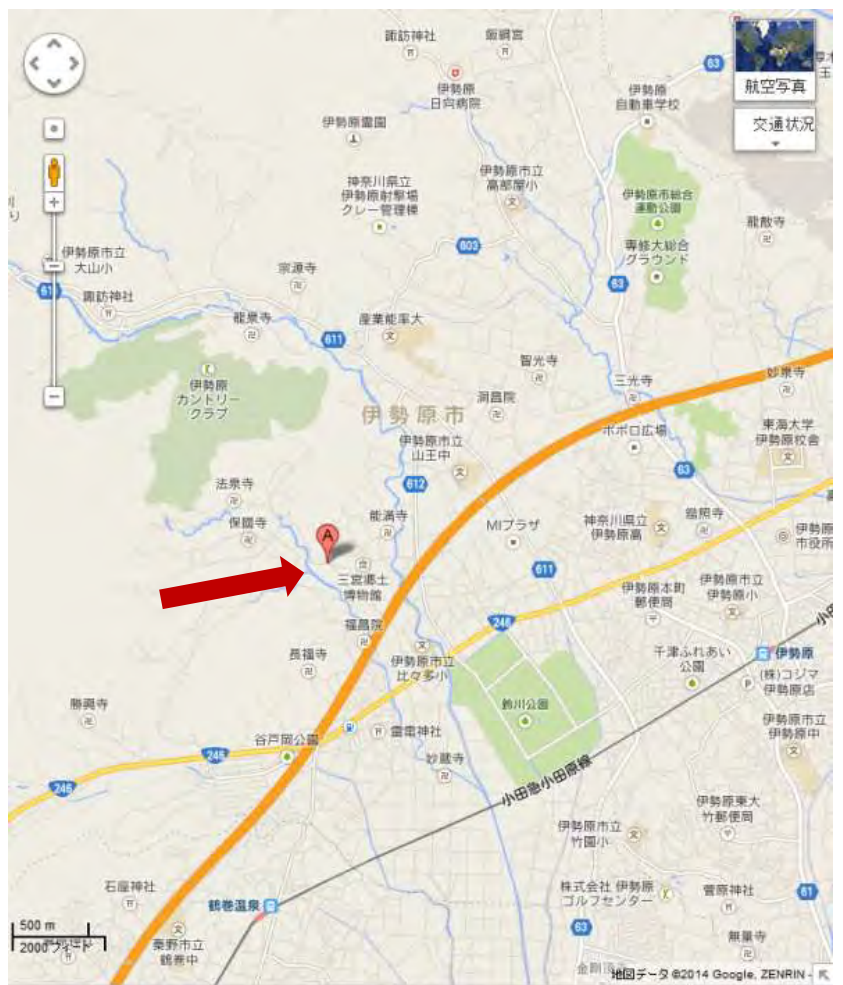 諏訪神社
飯綱宮
63
伊勢原
日向病院
伊勢原
自動車学校
航空写真
交通状況
伊勢原霊園
神奈川県立
伊勢原射撃場
クレー管理棟
伊勢原市立
高部屋小
伊勢原市総合
運動公園
龍散寺
603
専修大総合
グラウンド
63
伊勢原市立
大山小
宗源寺
諏訪神社
龍泉寺
産業能率大
611
智光寺
三光寺
妙泉寺
伊勢原
カントリー
クラブ
洞昌院
伊勢原市
ポポロ広場
東海大学
伊勢原校舎
伊勢原市立
山王中
63
法泉寺
612
保國寺
能満寺
MIプラザ
神奈川県立
伊勢原高
伊勢原
市役所
A
三宮郷土
博物館
611
伊勢原本町
郵便局
伊勢原市立
伊勢原小
福昌院
246
長福寺
伊勢原市立
比々多小
千津ふれあい
公園
伊勢原
(株)コジマ
伊勢原店
勝興寺
鈴川公園
伊勢原市立
伊勢原中
雷電神社
谷戸岡公園
246
妙蔵寺
246
小田急小田原線
伊勢原東大
竹郵便局
伊勢原市立
竹園小
石座神社
鶴巻温泉
株式会社 伊勢原
ゴルフセンター
菅原神社
61
500 m
2000 フィート
秦野市立
鶴巻中
63
無量寺
地図データ ©2014 Google, ZENRIN -